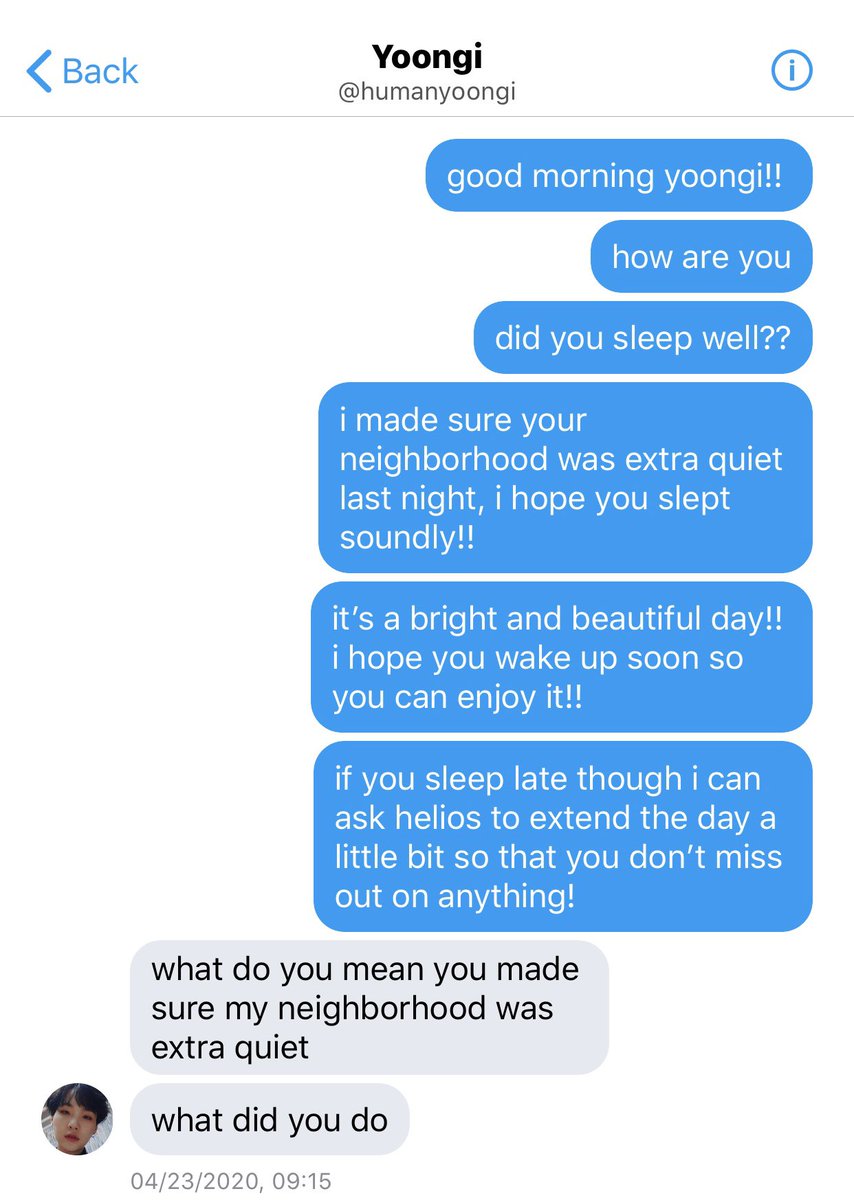 Back
Yoongi
@humanyoongi
good morning yoongi!!
how are you
did you sleep well??
i made sure your
neighborhood was extra quiet
last night, i hope you slept
soundly!!
it's a bright and beautiful day!!
i hope you wake up soon so
you can enjoy it!!
if you sleep late though i can
ask helios to extend the day a
little bit so that you don't miss
out on anything!
what do you mean you made
sure my neighborhood was
extra quiet
what did you do
04/23/2020, 09:15